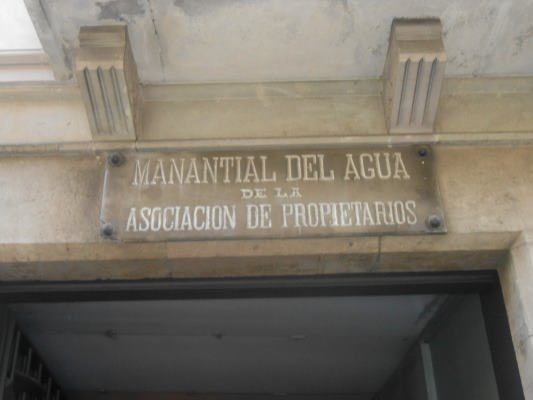 MANANTIAL DEL AGUA
DE LA
ASOCIACION DE PROPIETARIOS